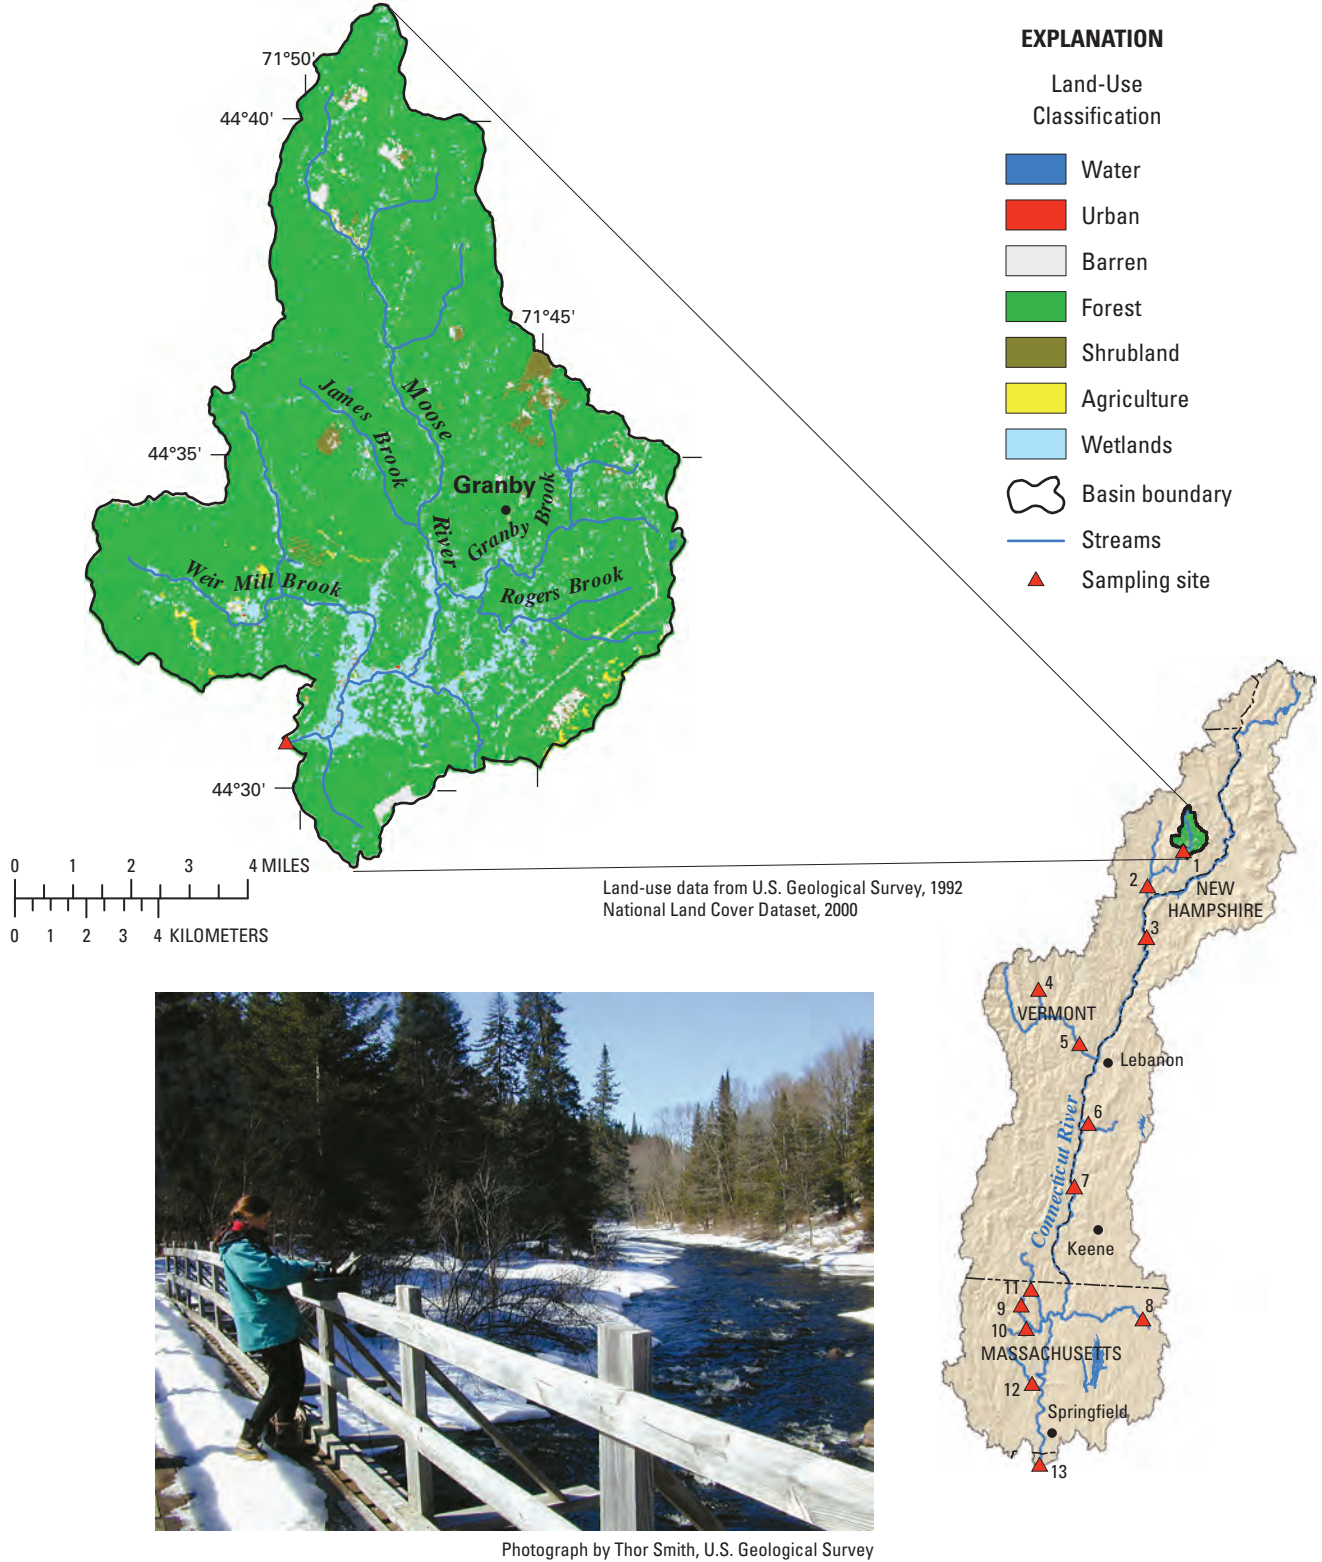 71°50'
44°40'
71°45'
James Brook
Moose River
44°35'
Granby
Granby Brook
Weir Mill Brook
Rogers Brook
44°30'
0 1 2 3 4 MILES
0 1 2 3 4 KILOMETERS
EXPLANATION
Land-Use
Classification
Water
Urban
Barren
Forest
Shrubland
Agriculture
Wetlands
Basin boundary
Streams
Sampling site
Land-use data from U.S. Geological Survey, 1992
National Land Cover Dataset, 2000
1
2
NEW
HAMPSHIRE
3
4
VERMONT
5
Lebanon
6
Connecticut River
7
Keene
11
9
8
10
MASSACHUSETTS
12
Springfield
13
Photograph by Thor Smith, U.S. Geological Survey